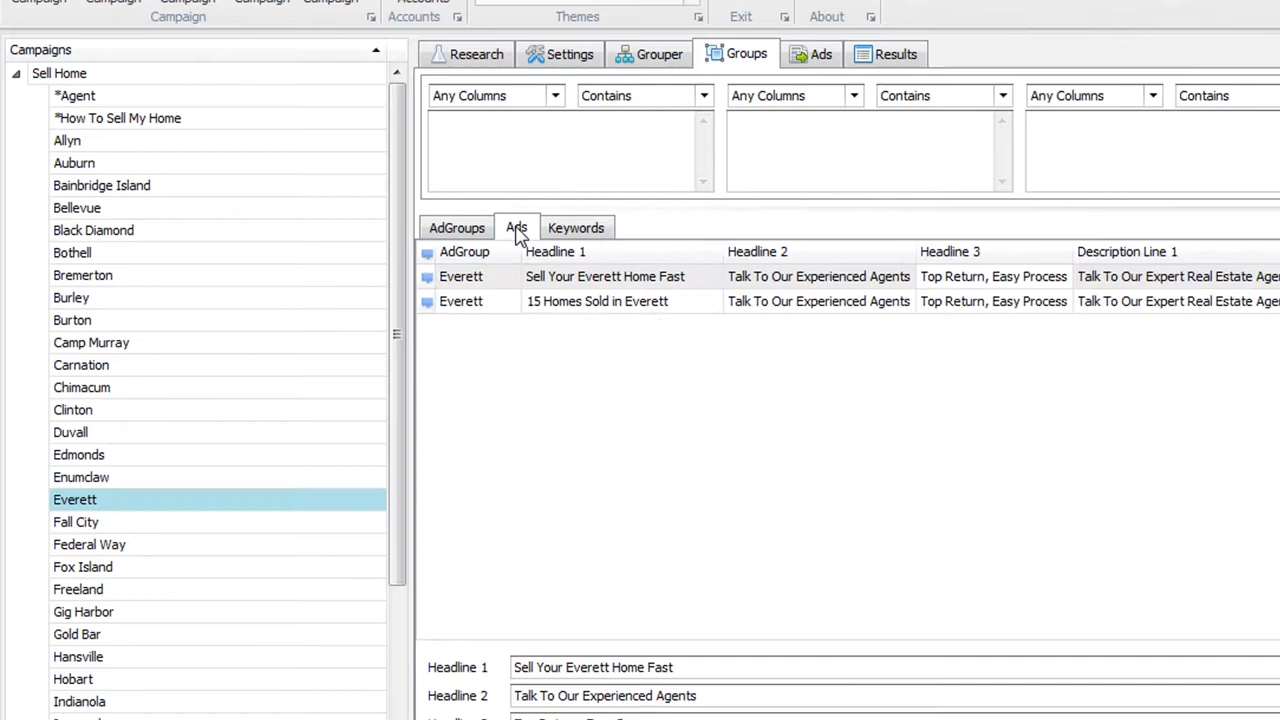 Campaign Accounts Themes Exit About
Campaigns
Sell Home
*Agent
*How To Sell My Home
Allyn
Auburn
Bainbridge Island
Bellevue
Black Diamond
Bothell
Bremerton
Burley
Burton
Camp Murray
Carnation
Chimacum
Clinton
Duvall
Edmonds
Enumclaw
Everett
Fall City
Federal Way
Fox Island
Freeland
Gig Harbor
Gold Bar
Hansville
Hobart
Indianola
Research Settings Grouper Groups Ads Results
Any Columns Contains Any Columns Contains Any Columns Contains
AdGroups Ads Keywords
AdGroup Headline 1 Headline 2 Headline 3 Description Line 1
Everett Sell Your Everett Home Fast Talk To Our Experienced Agents Top Return, Easy Process Talk To Our Expert Real Estate Age
Everett 15 Homes Sold in Everett Talk To Our Experienced Agents Top Return, Easy Process Talk To Our Expert Real Estate Age
Headline 1 Sell Your Everett Home Fast
Headline 2 Talk To Our Experienced Agents